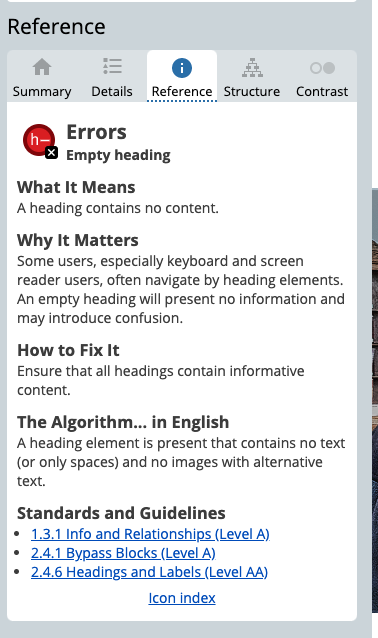 Reference
Summary
Details
Reference
Structure
Contrast
h–
Errors
Empty heading
What It Means
A heading contains no content.
Why It Matters
Some users, especially keyboard and screen
reader users, often navigate by heading elements.
An empty heading will present no information and
may introduce confusion.
How to Fix It
Ensure that all headings contain informative
content.
The Algorithm... in English
A heading element is present that contains no text
(or only spaces) and no images with alternative
text.
Standards and Guidelines
1.3.1 Info and Relationships (Level A)
2.4.1 Bypass Blocks (Level A)
2.4.6 Headings and Labels (Level AA)
Icon index